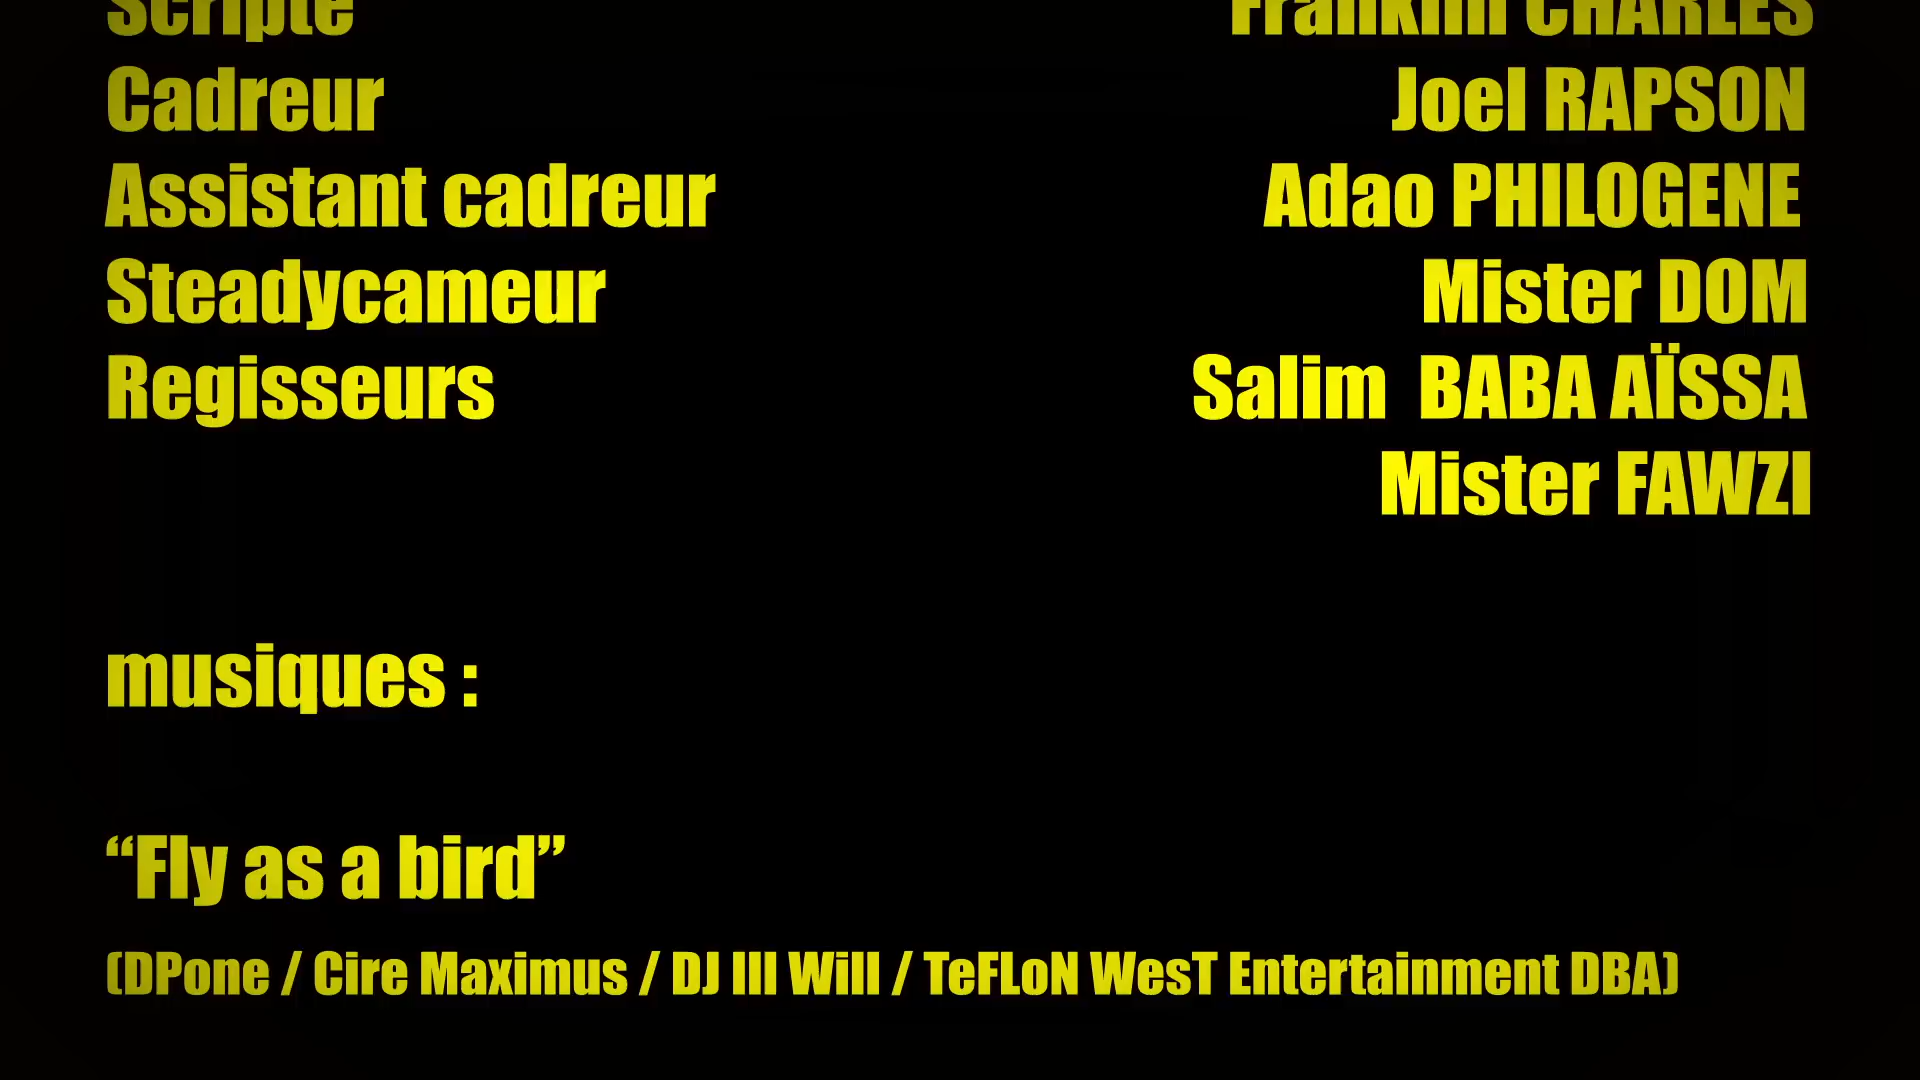 Scripte Franklin CHARLES
Cadreur Joel RAPSON
Assistant cadreur Adao PHILOGENE
Steadycameur Mister DOM
Regisseurs Salim BABA AÏSSA
Mister FAWZI
musiques :
“Fly as a bird”
(DPone / Cire Maximus / DJ Ill Will / TeFLoN WesT Entertainment DBA)